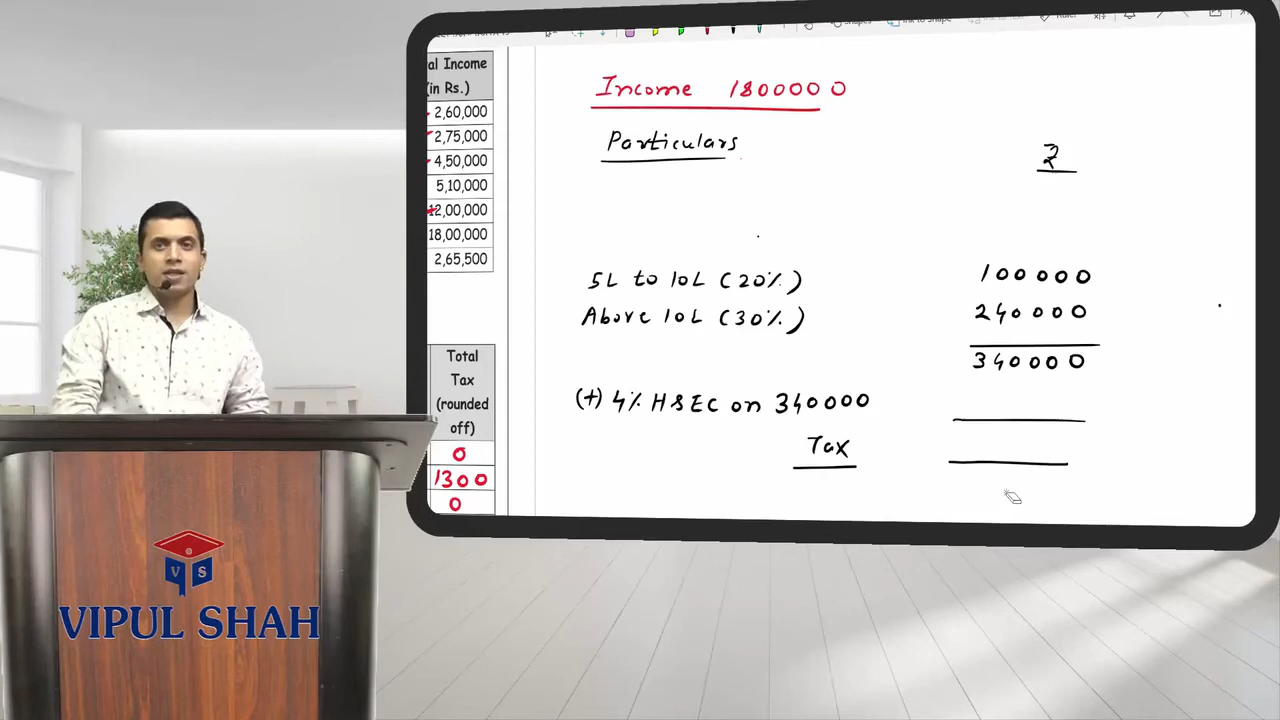 al Income
(in Rs.)
2,60,000
2,75,000
4,50,000
5,10,000
12,00,000
18,00,000
2,65,500
Total
Tax
(rounded
off)
0
1300
0
Income 1800000
Particulars
₹
5L to 10L (20%) 100000
Above 10L (30%) 240000
340000
(+) 4% H&EC on 340000
Tax
V S
VIPUL SHAH